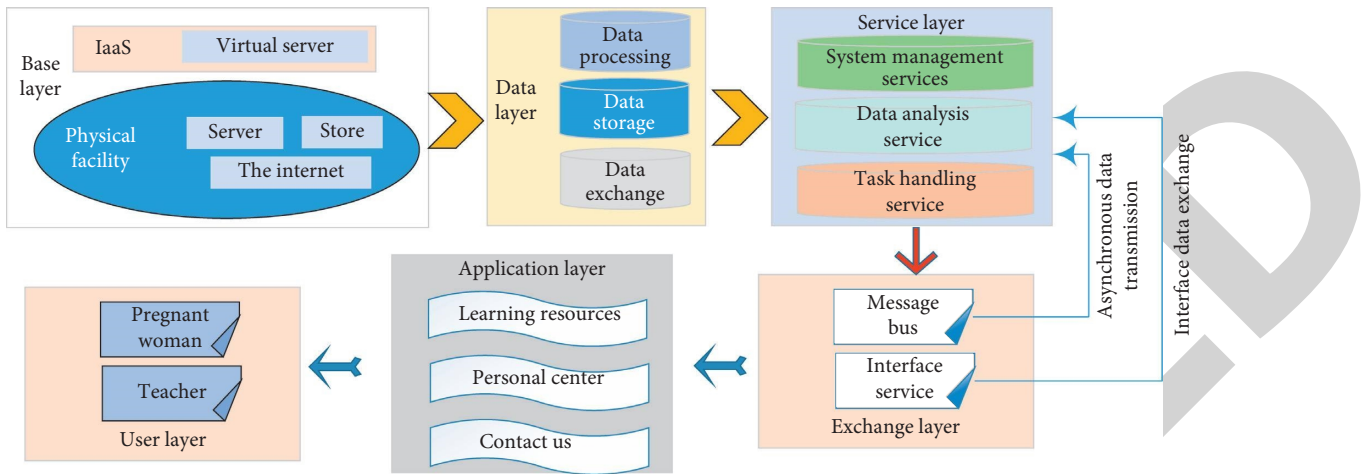 IaaS
Virtual server
Base
layer
Physical
facility
Server
Store
The internet
Data
layer
Data
processing
Data
storage
Data
exchange
Service layer
System management
services
Data analysis
service
Task handling
service
Asynchronous data
transmission
Interface data exchange
Message
bus
Interface
service
Exchange layer
Application layer
Learning resources
Personal center
Contact us
Pregnant
woman
Teacher
User layer